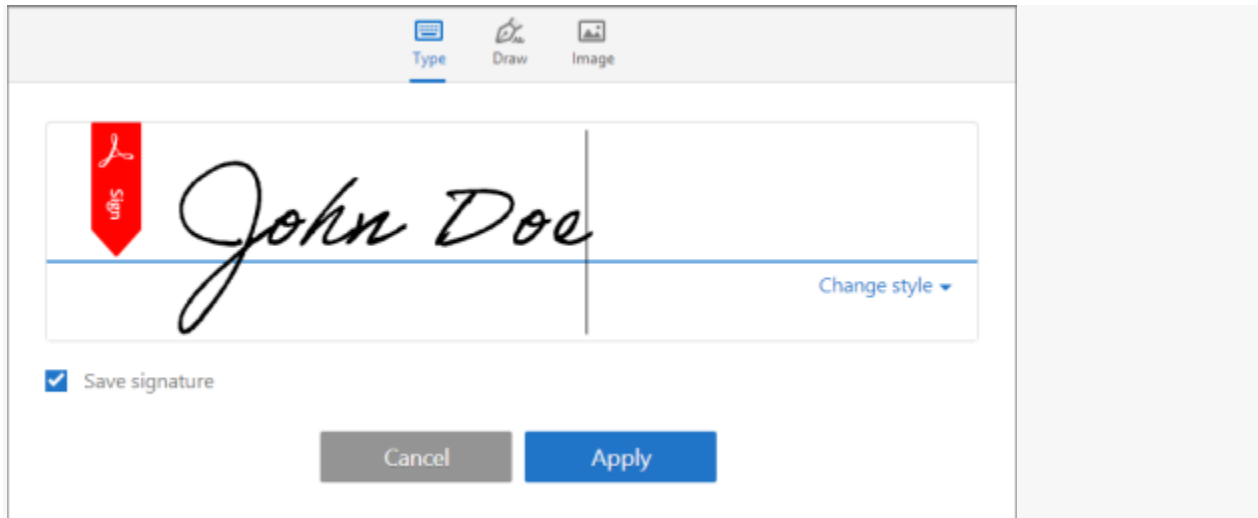 Type Draw Image
Sign
John Doe
Change style
Save signature
Cancel Apply